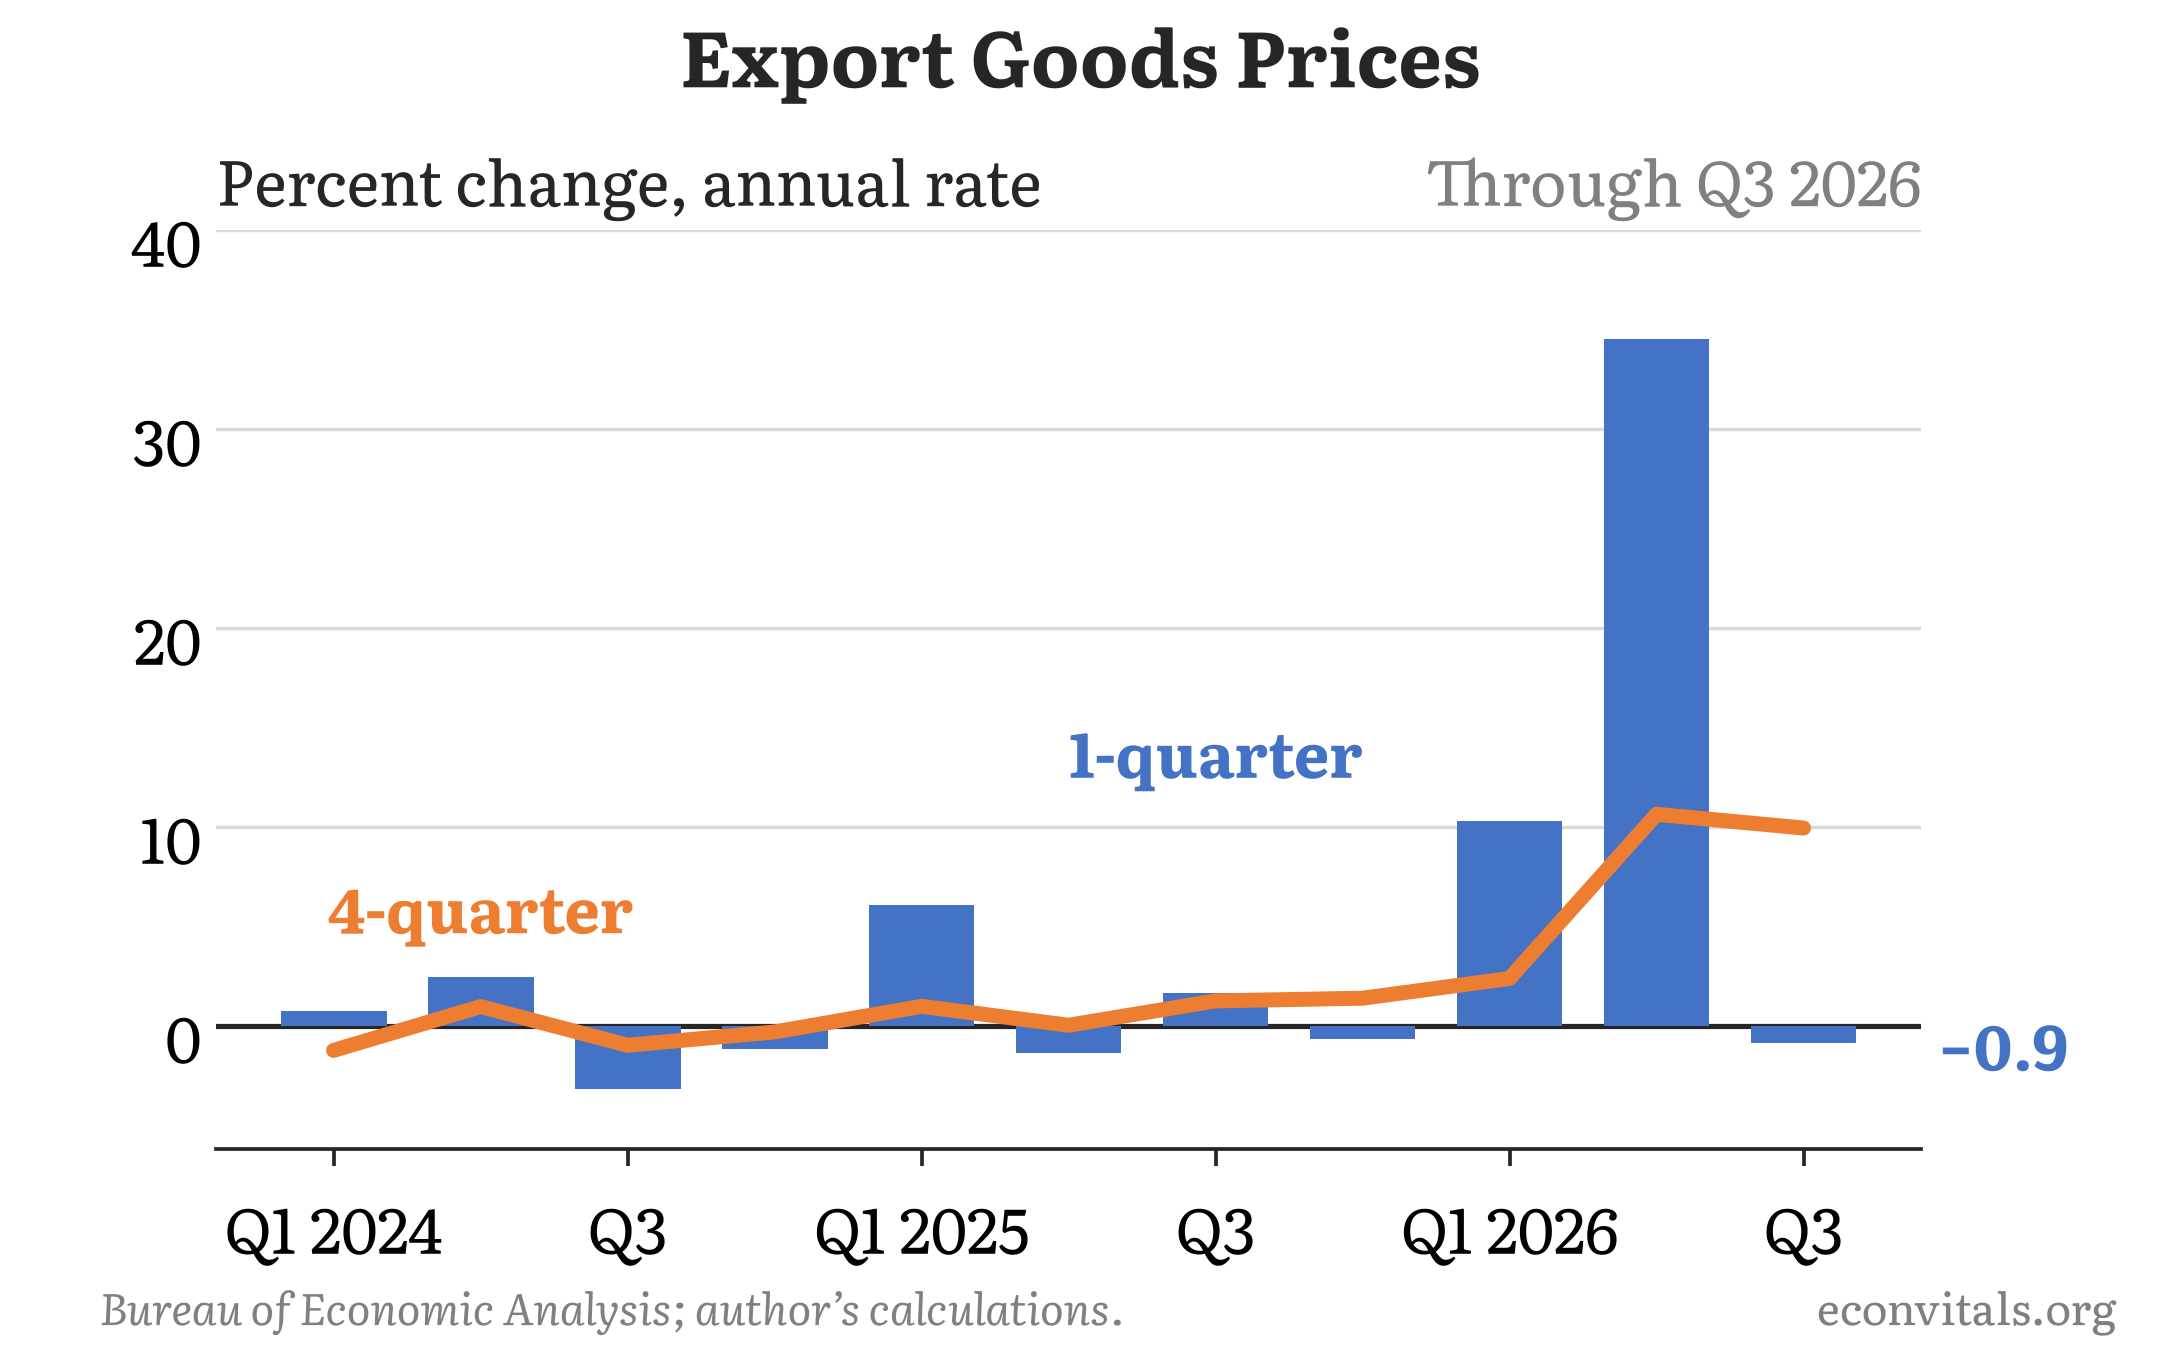 Export Goods Prices
Percent change, annual rate
Through Q3 2026
40
30
20
1-quarter
10
4-quarter
0
–0.9
Q1 2024 Q3 Q1 2025 Q3 Q1 2026 Q3
Bureau of Economic Analysis; author’s calculations.
econvitals.org